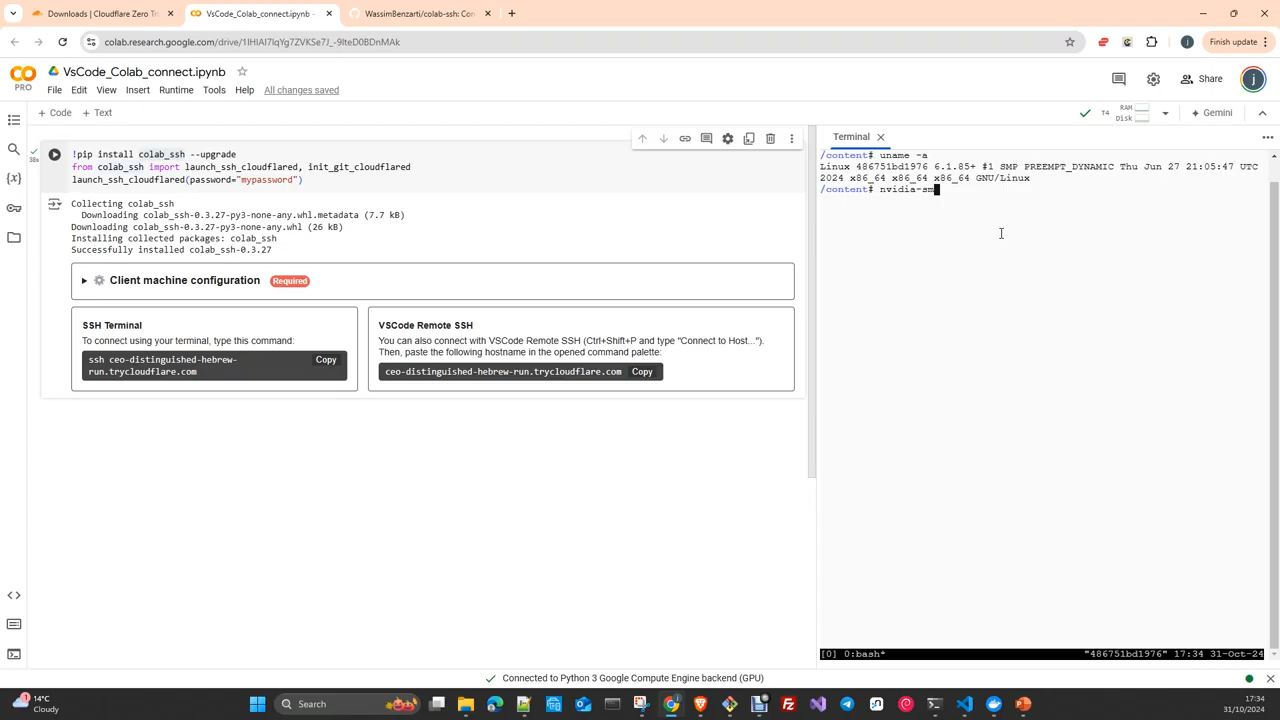 Downloads | Cloudflare Zero Tr
VsCode_Colab_connect.ipynb -
WassimBenzarti/colab-ssh: Con
colab.research.google.com/drive/1IHIAI7IqYg7ZVKSe7J_-9IteD0BDnMAk
j
Finish update
CO
PRO
VsCode_Colab_connect.ipynb
File Edit View Insert Runtime Tools Help All changes saved
Share
j
+ Code + Text
T4
RAM
Disk
Gemini
38s
!pip install colab_ssh --upgrade
from colab_ssh import launch_ssh_cloudflared, init_git_cloudflared
launch_ssh_cloudflared(password="mypassword")
Collecting colab_ssh
Downloading colab_ssh-0.3.27-py3-none-any.whl.metadata (7.7 kB)
Downloading colab_ssh-0.3.27-py3-none-any.whl (26 kB)
Installing collected packages: colab_ssh
Successfully installed colab_ssh-0.3.27
Client machine configuration Required
SSH Terminal
To connect using your terminal, type this command:
ssh ceo-distinguished-hebrew-
run.trycloudflare.com
Copy
VSCode Remote SSH
You can also connect with VSCode Remote SSH (Ctrl+Shift+P and type "Connect to Host...").
Then, paste the following hostname in the opened command palette:
ceo-distinguished-hebrew-run.trycloudflare.com Copy
Terminal
/content# uname -a
Linux 486751bd1976 6.1.85+ #1 SMP PREEMPT_DYNAMIC Thu Jun 27 21:05:47 UTC
2024 x86_64 x86_64 x86_64 GNU/Linux
/content# nvidia-sm
[0] 0:bash* "486751bd1976" 17:34 31-Oct-24
Connected to Python 3 Google Compute Engine backend (GPU)
14°C
Cloudy
Search
17:34
31/10/2024